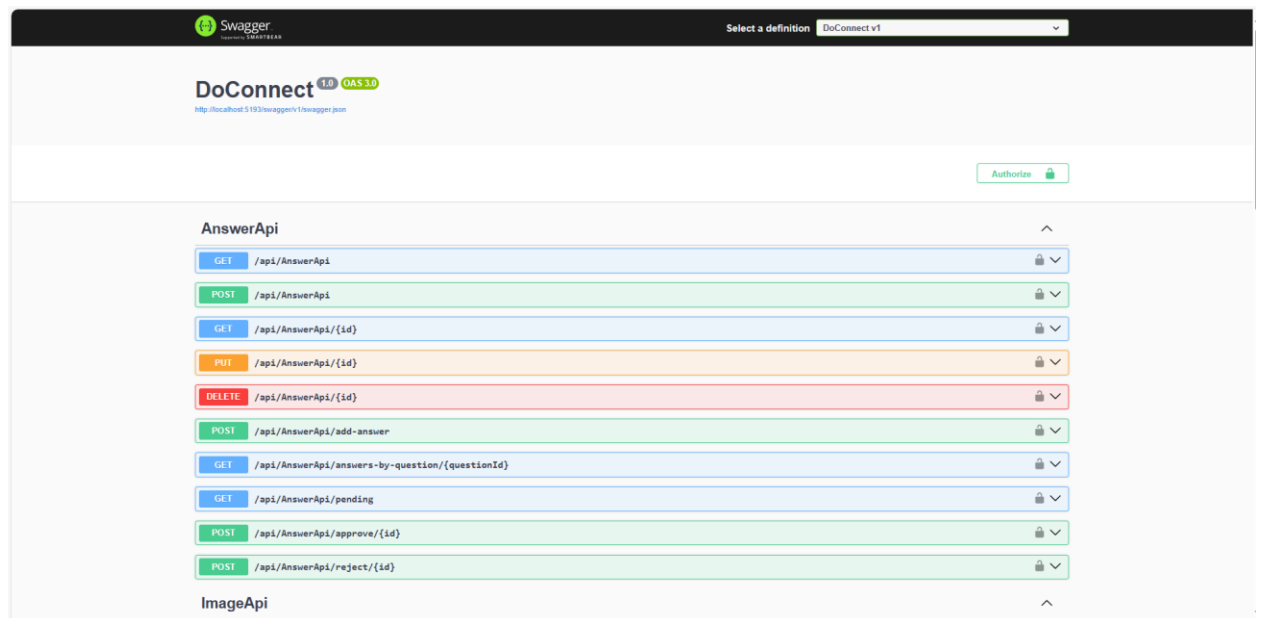 Swagger.
Supported by SMARTBEAR
Select a definition
DoConnect v1
DoConnect 1.0 OAS 3.0
http://localhost:5193/swagger/v1/swagger.json
Authorize
AnswerApi
GET /api/AnswerApi
POST /api/AnswerApi
GET /api/AnswerApi/{id}
PUT /api/AnswerApi/{id}
DELETE /api/AnswerApi/{id}
POST /api/AnswerApi/add-answer
GET /api/AnswerApi/answers-by-question/{questionId}
GET /api/AnswerApi/pending
POST /api/AnswerApi/approve/{id}
POST /api/AnswerApi/reject/{id}
ImageApi